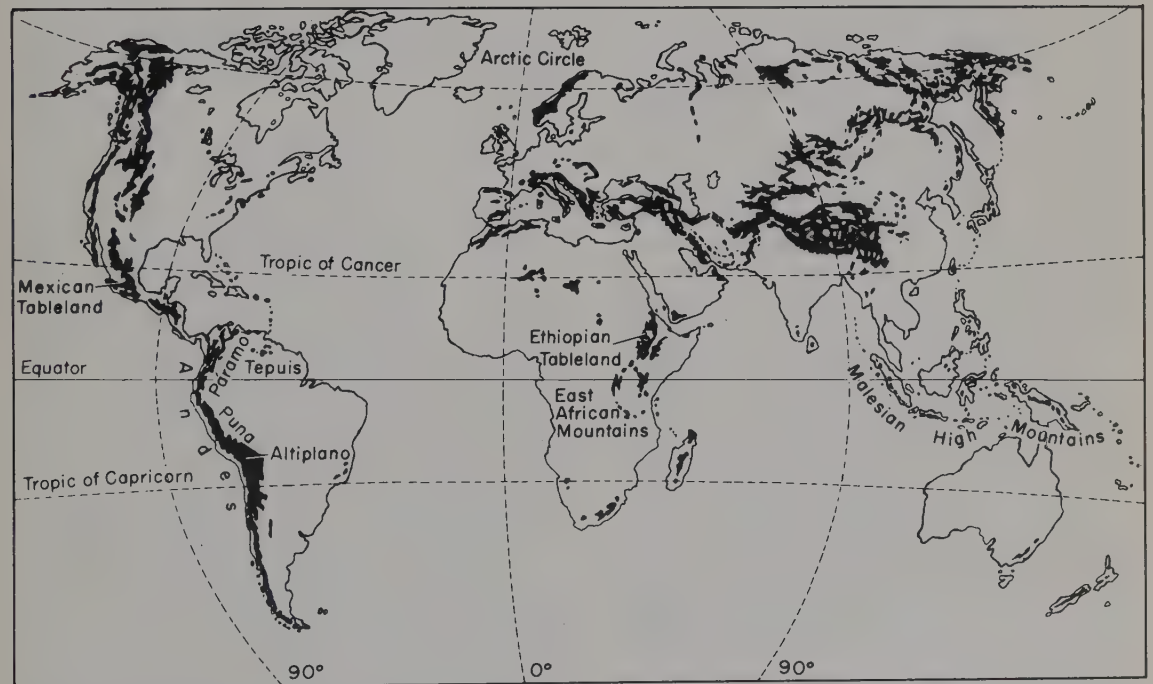 Arctic Circle
Tropic of Cancer
Mexican
Tableland
Ethiopian
Tableland
Equator
Paramo
Tepuis
Andes
Puna
East
African
Mountains
Malesian High Mountains
Altiplano
Tropic of Capricorn
90°
0°
90°